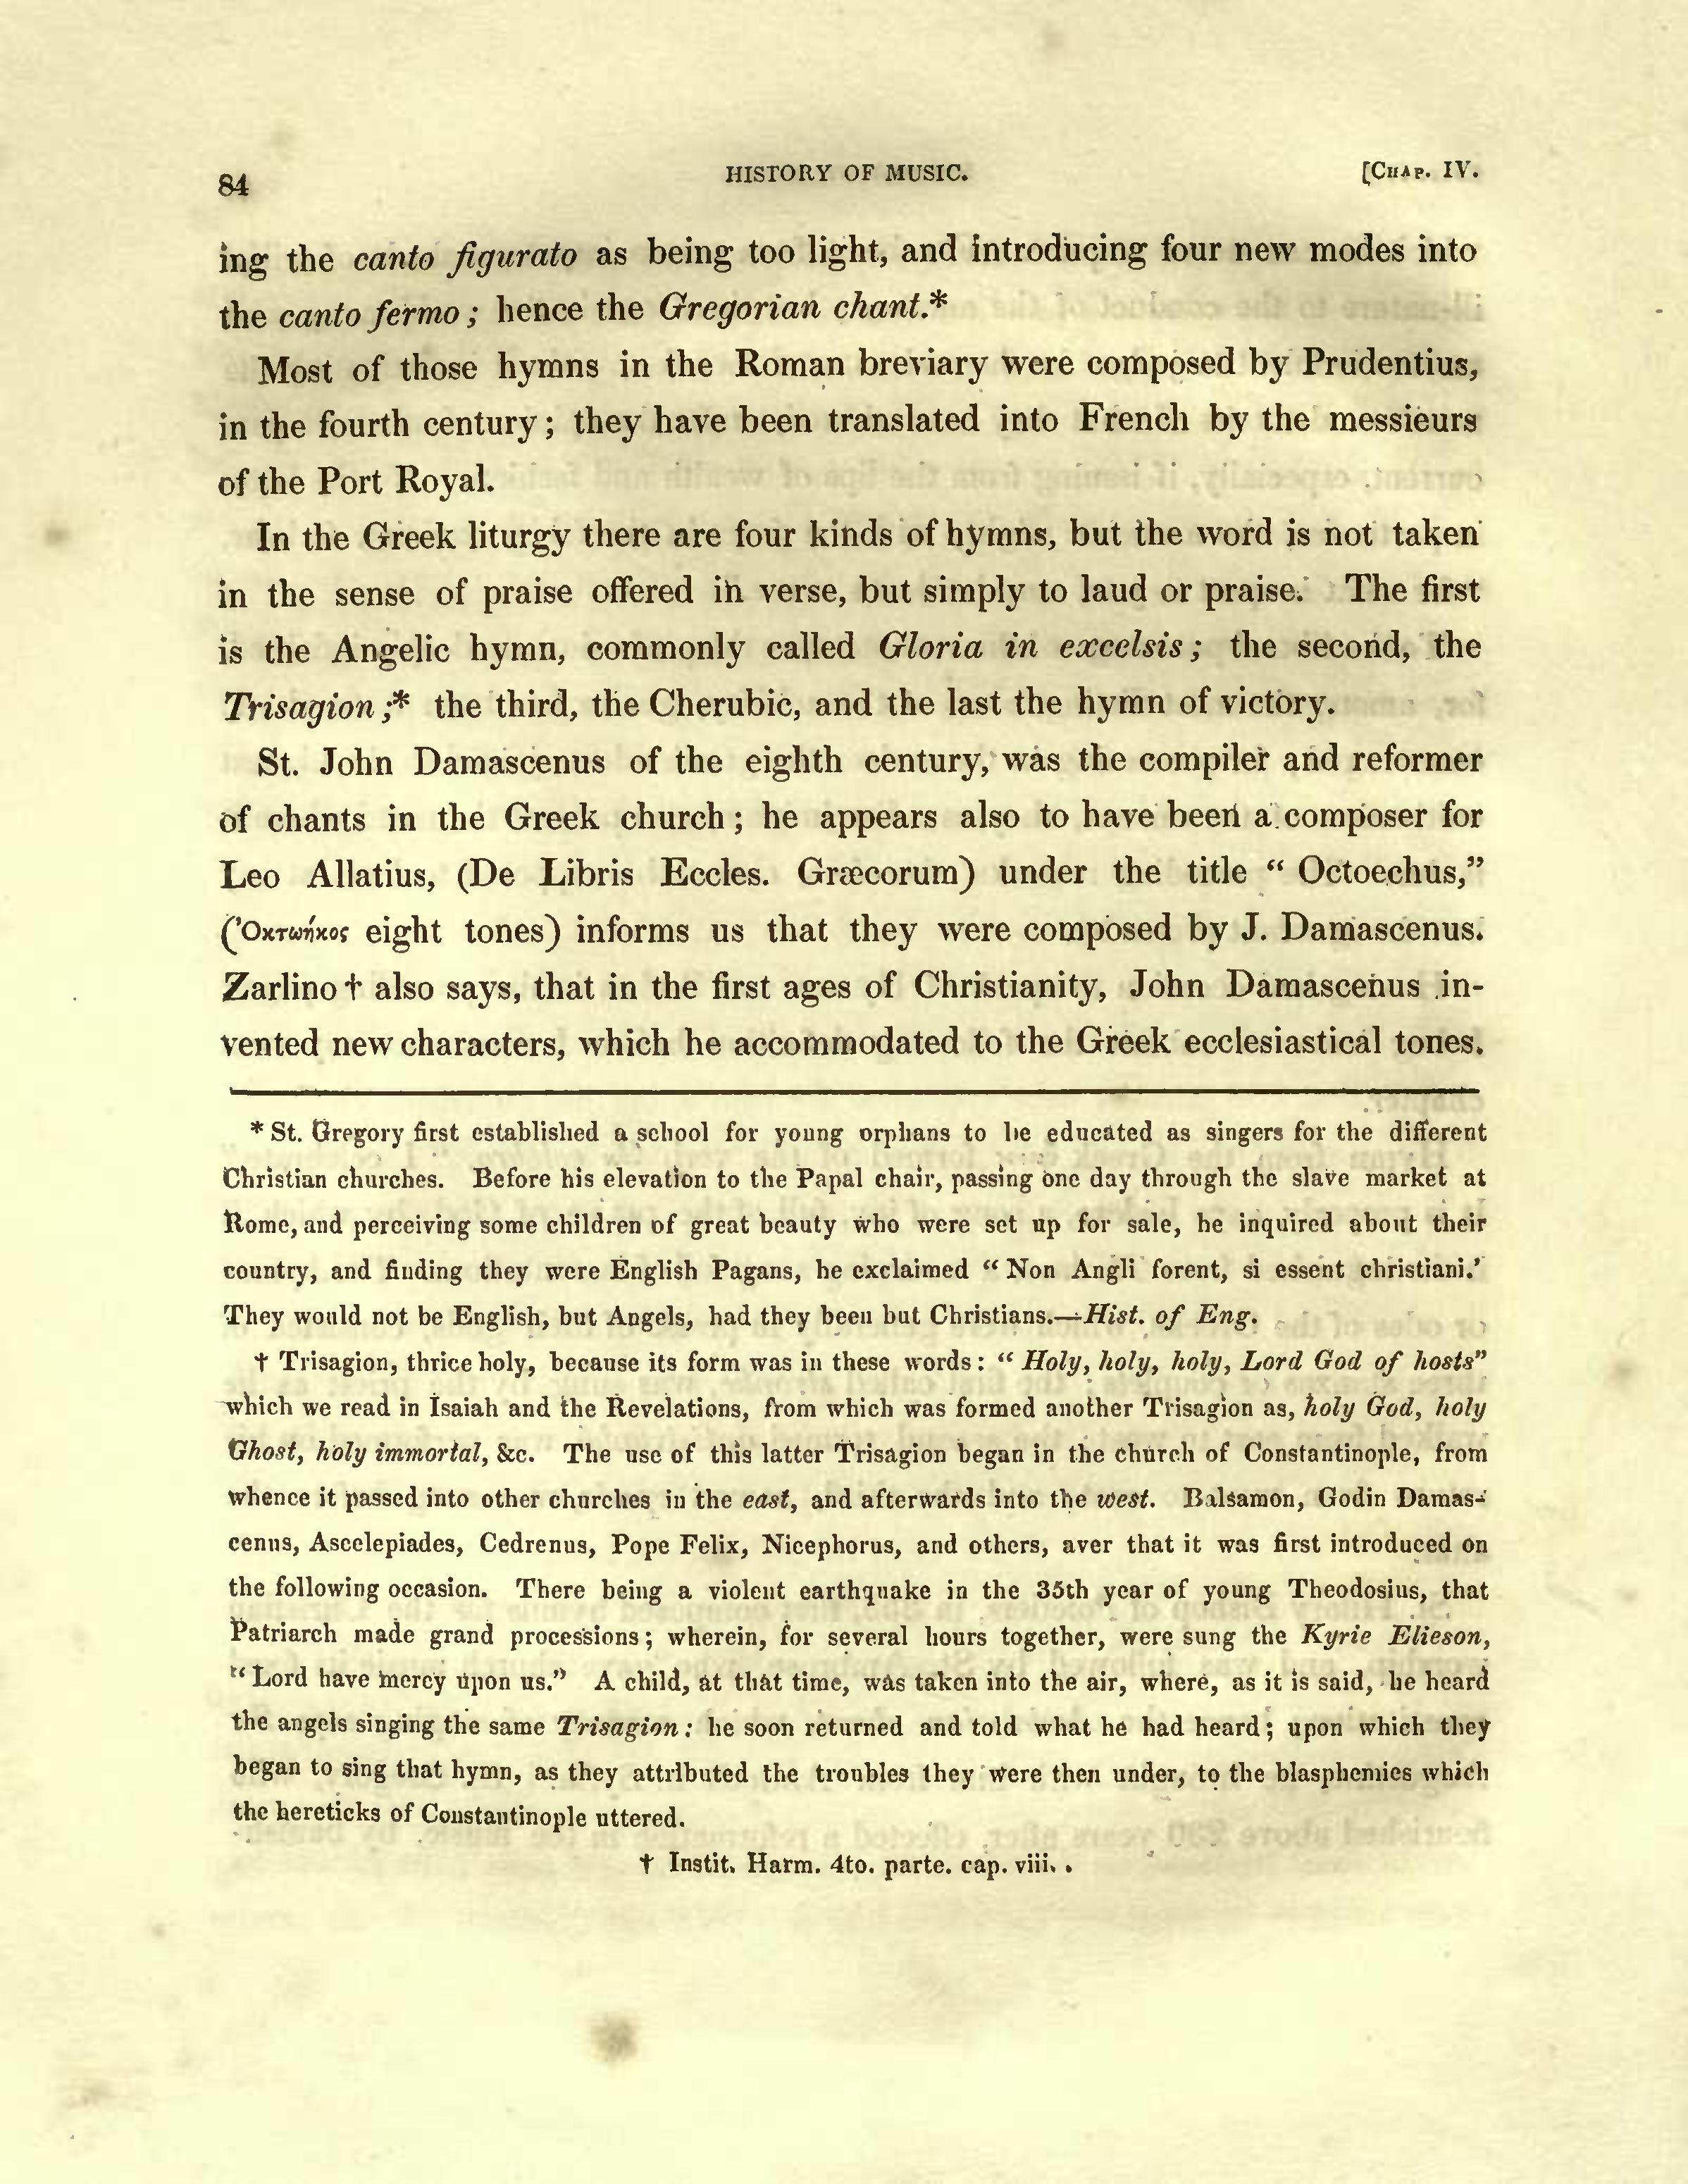 84 HISTORY OF MUSIC. [CHAP. IV.
ing the canto figurato as being too light, and introducing four new modes into
the canto fermo; hence the Gregorian chant.*
Most of those hymns in the Roman breviary were composed by Prudentius,
in the fourth century; they have been translated into French by the messieurs
of the Port Royal.
In the Greek liturgy there are four kinds of hymns, but the word is not taken
in the sense of praise offered in verse, but simply to laud or praise. The first
is the Angelic hymn, commonly called Gloria in excelsis; the second, the
Trisagion;* the third, the Cherubic, and the last the hymn of victory.
St. John Damascenus of the eighth century, was the compiler and reformer
of chants in the Greek church; he appears also to have been a composer for
Leo Allatius, (De Libris Eccles. Græcorum) under the title “ Octoechus,”
(Ὀκτωήκος eight tones) informs us that they were composed by J. Damascenus.
Zarlino † also says, that in the first ages of Christianity, John Damascenus in-
vented new characters, which he accommodated to the Greek ecclesiastical tones.
* St. Gregory first established a school for young orphans to be educated as singers for the different
Christian churches. Before his elevation to the Papal chair, passing one day through the slave market at
Rome, and perceiving some children of great beauty who were set up for sale, he inquired about their
country, and finding they were English Pagans, he exclaimed “ Non Angli forent, si essent christiani.’
They would not be English, but Angels, had they been but Christians.—Hist. of Eng.
† Trisagion, thrice holy, because its form was in these words: “ Holy, holy, holy, Lord God of hosts”
which we read in Isaiah and the Revelations, from which was formed another Trisagion as, holy God, holy
Ghost, holy immortal, &c. The use of this latter Trisagion began in the church of Constantinople, from
whence it passed into other churches in the east, and afterwards into the west. Balsamon, Godin Damas-
cenus, Ascelepiades, Cedrenus, Pope Felix, Nicephorus, and others, aver that it was first introduced on
the following occasion. There being a violent earthquake in the 35th year of young Theodosius, that
Patriarch made grand processions; wherein, for several hours together, were sung the Kyrie Elieson,
“Lord have mercy upon us.” A child, at that time, was taken into the air, where, as it is said, he heard
the angels singing the same Trisagion: he soon returned and told what he had heard; upon which they
began to sing that hymn, as they attributed the troubles they were then under, to the blasphemies which
the hereticks of Constantinople uttered.
† Instit. Harm. 4to. parte. cap. viii.